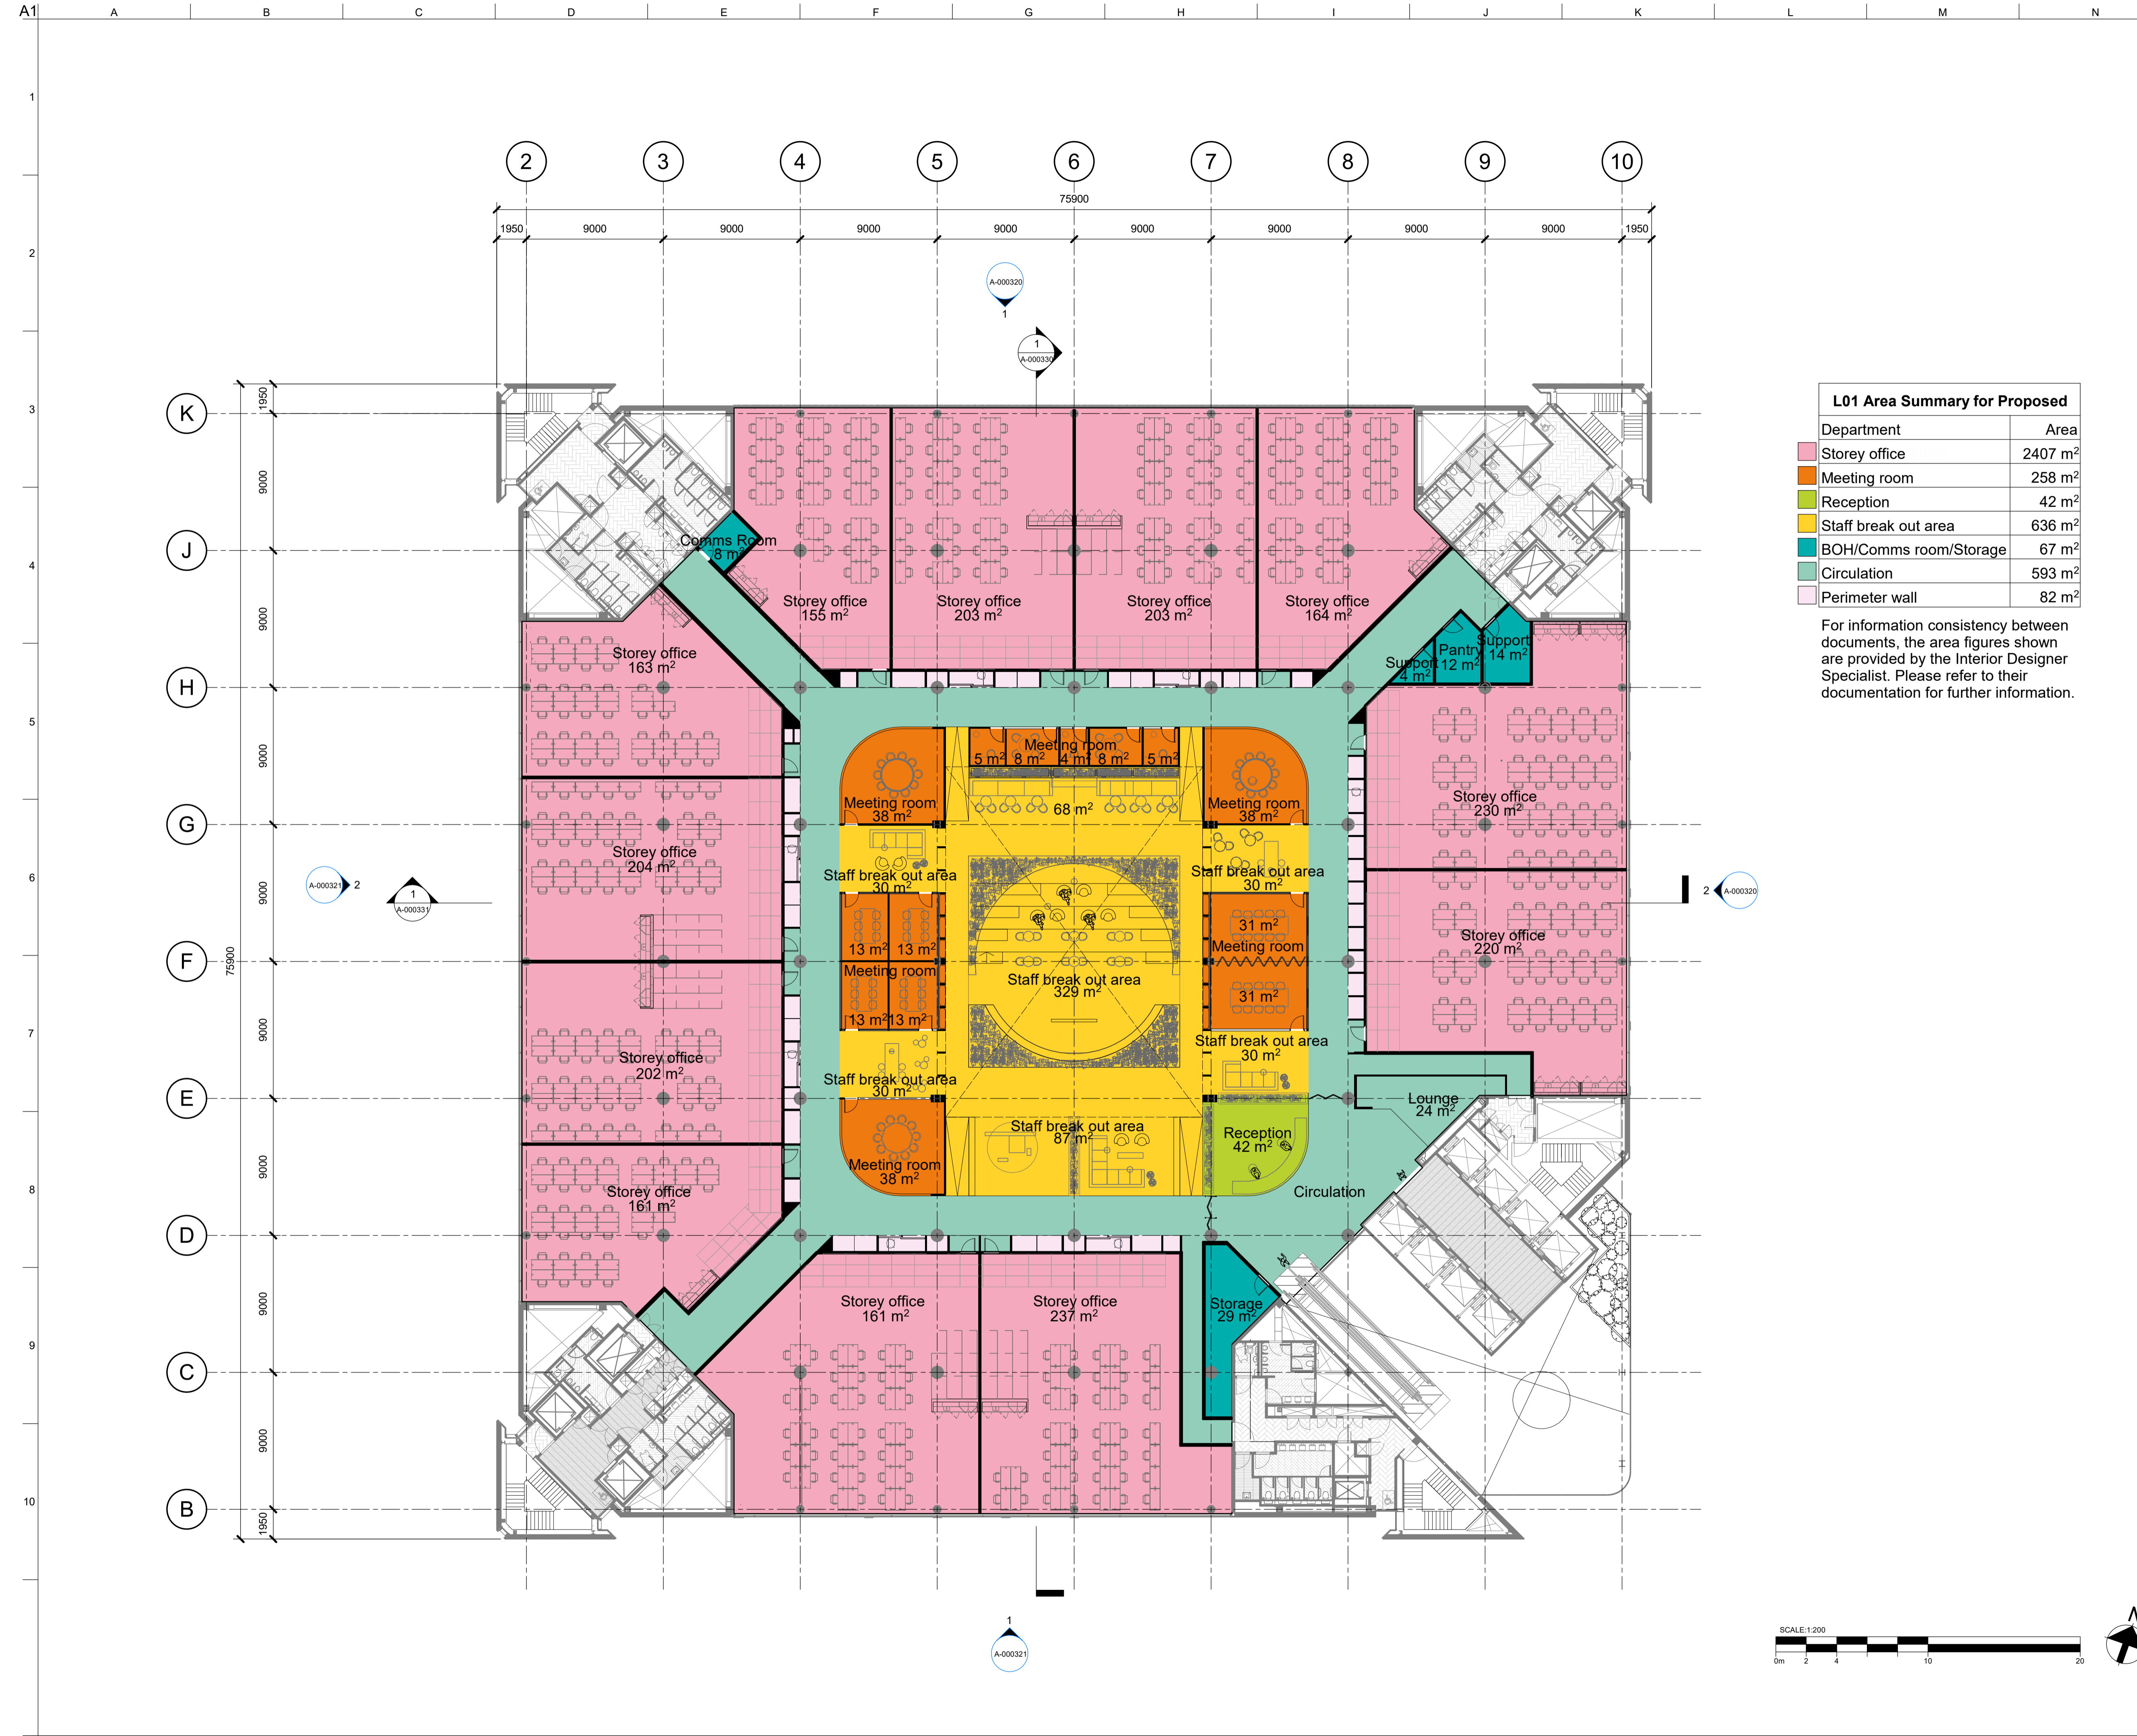 A1
A B C D E F G H I J K L M N
1
2
3
4
5
6
7
8
9
10
2 3 4 5 6 7 8 9 10
75900
1950 9000 9000 9000 9000 9000 9000 9000 9000 1950
A-000320
1
1
A-000330
K
J
H
G
F
E
D
C
B
1950
9000
9000
9000
9000
9000
9000
9000
9000
1950
75900
L01 Area Summary for Proposed
Department Area
Storey office 2407 m²
Meeting room 258 m²
Reception 42 m²
Staff break out area 636 m²
BOH/Comms room/Storage 67 m²
Circulation 593 m²
Perimeter wall 82 m²
For information consistency between
documents, the area figures shown
are provided by the Interior Designer
Specialist. Please refer to their
documentation for further information.
Comms Room
8 m²
Storey office
155 m²
Storey office
203 m²
Storey office
203 m²
Storey office
164 m²
Support
4 m²
Pantry
12 m²
Support
14 m²
Storey office
163 m²
Meeting room
5 m² 8 m² 4 m² 8 m² 5 m²
Meeting room
38 m²
68 m²
Meeting room
38 m²
Storey office
230 m²
Storey office
204 m²
Staff break out area
30 m²
Staff break out area
30 m²
A-000321
2
1
A-000331
2
A-000320
13 m² 13 m²
Meeting room
13 m² 13 m²
31 m²
Meeting room
31 m²
Storey office
220 m²
Staff break out area
329 m²
Storey office
202 m²
Staff break out area
30 m²
Staff break out area
30 m²
Lounge
24 m²
Staff break out area
87 m²
Reception
42 m²
Meeting room
38 m²
Circulation
Storey office
161 m²
Storey office
161 m²
Storey office
237 m²
Storage
29 m²
1
A-000321
SCALE:1:200
0m 2 4 10 20
N